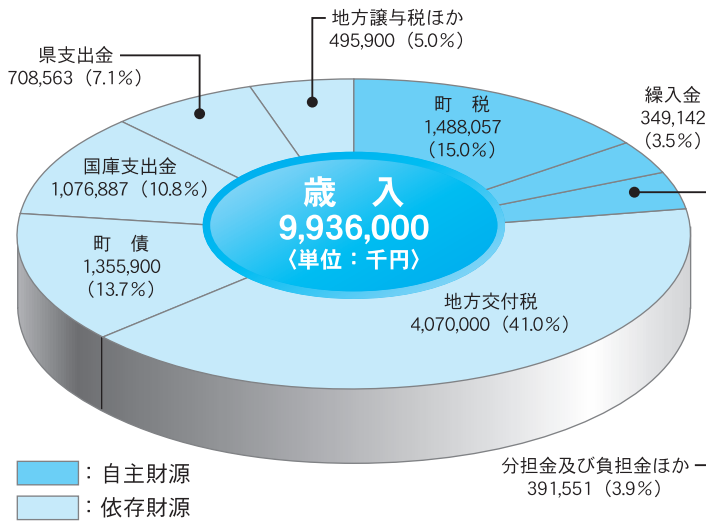 地方譲与税ほか
495,900（5.0％）
県支出金
708,563（7.1％）
町　税
1,488,057
（15.0％）
繰入金
349,142
（3.5％）
国庫支出金
1,076,887（10.8％）
歳　入
9,936,000
〈単位：千円〉
町　債
1,355,900
（13.7％）
地方交付税
4,070,000（41.0％）
分担金及び負担金ほか
391,551（3.9％）
：自主財源
：依存財源